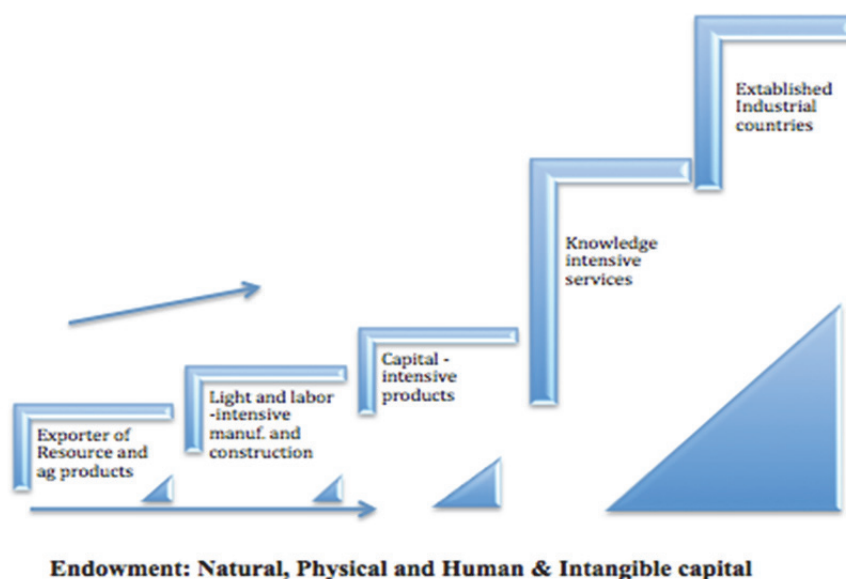 Extablished
Industrial
countries
Knowledge
intensive
services
Capital -
intensive
products
Light and labor
-intensive
manuf. and
construction
Exporter of
Resource and
ag products
Endowment: Natural, Physical and Human & Intangible capital